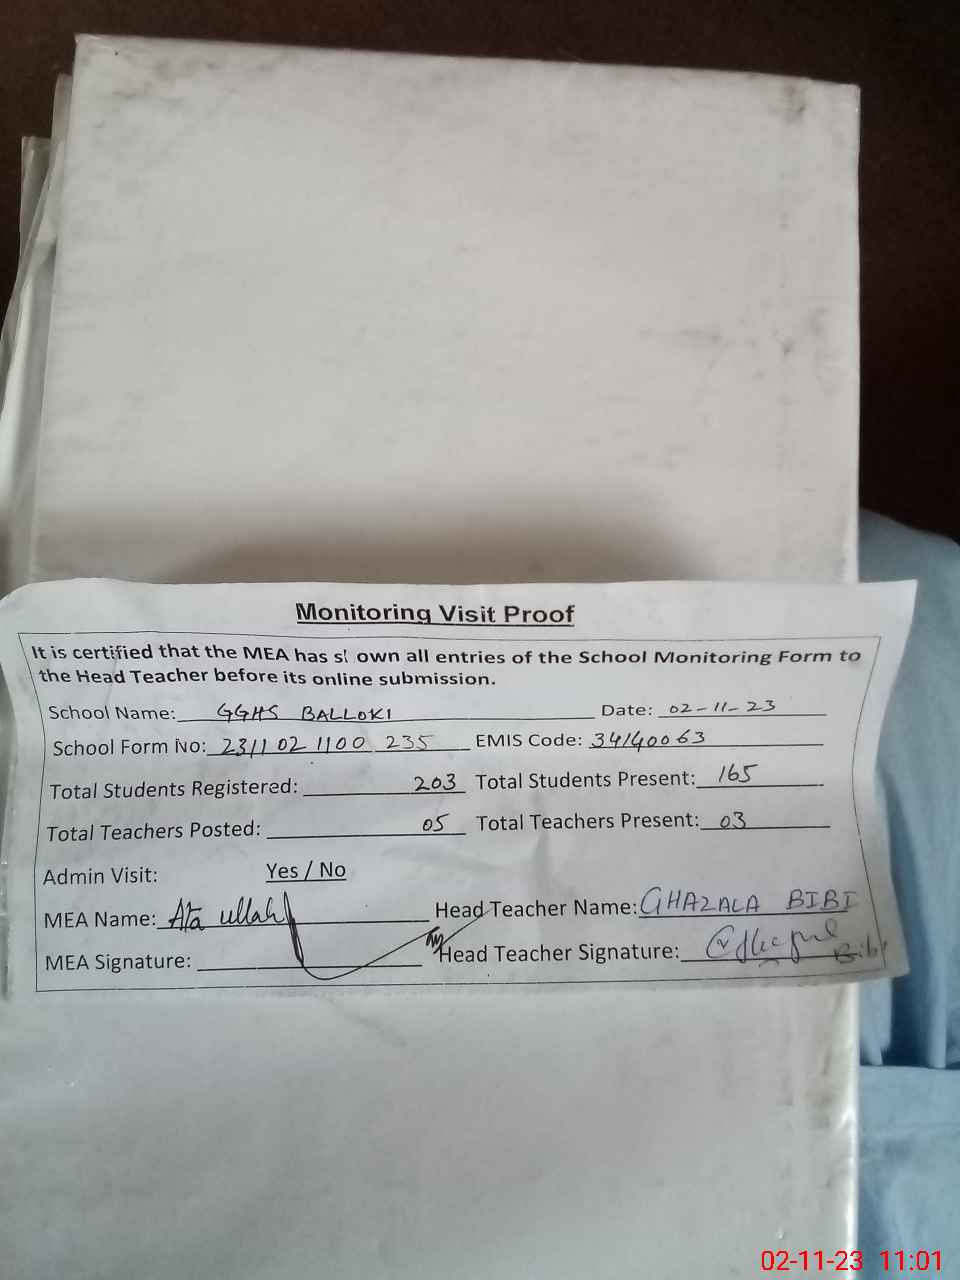 Monitoring Visit Proof
It is certified that the MEA has shown all entries of the School Monitoring Form to
the Head Teacher before its online submission.
School Name: GGHS BALLOKI Date: 02-11-23
School Form No: 231102 1100 235 EMIS Code: 34140063
Total Students Registered: 203 Total Students Present: 165
Total Teachers Posted: 05 Total Teachers Present: 03
Admin Visit: Yes / No
MEA Name: Ata ullah Head Teacher Name: GHAZALA BIBI
MEA Signature: Head Teacher Signature: Bibi
02-11-23 11:01